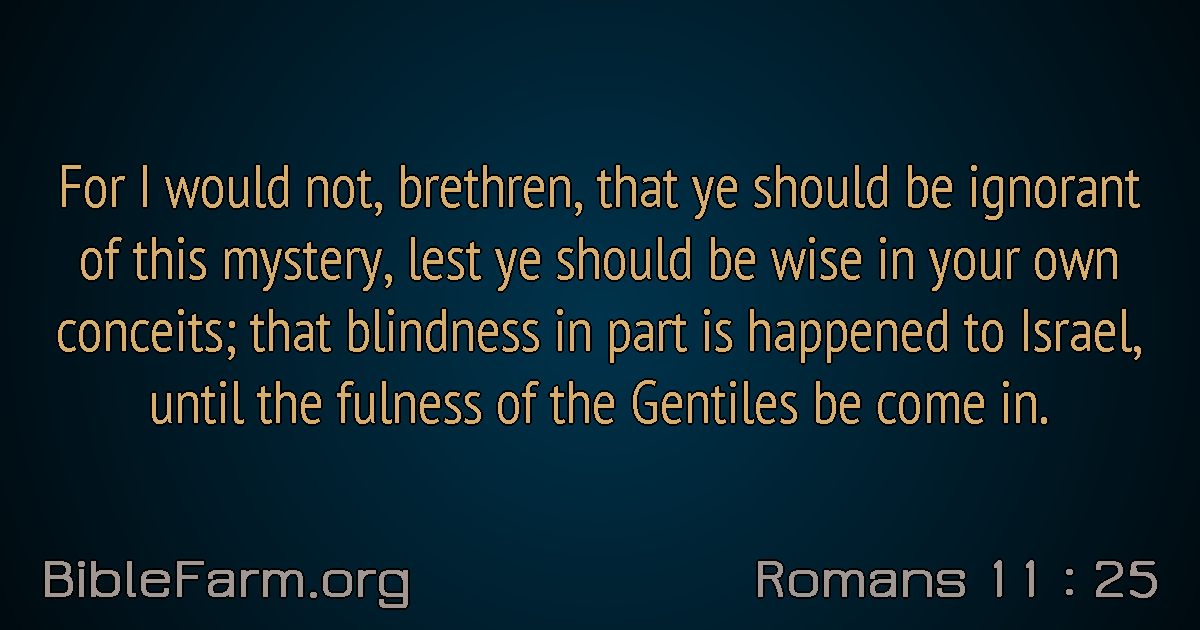 For I would not, brethren, that ye should be ignorant
of this mystery, lest ye should be wise in your own
conceits; that blindness in part is happened to Israel,
until the fulness of the Gentiles be come in.
BibleFarm.org
Romans 11 : 25